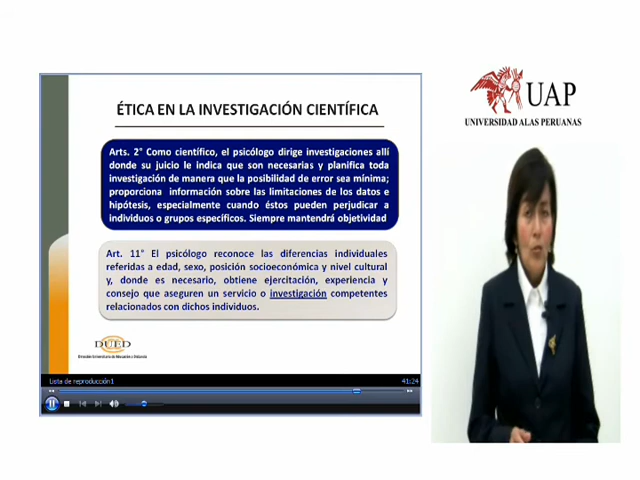 ÉTICA EN LA INVESTIGACIÓN CIENTÍFICA
Arts. 2° Como científico, el psicólogo dirige investigaciones allí
donde su juicio le indica que son necesarias y planifica toda
investigación de manera que la posibilidad de error sea mínima;
proporciona información sobre las limitaciones de los datos e
hipótesis, especialmente cuando éstos pueden perjudicar a
individuos o grupos específicos. Siempre mantendrá objetividad
Art. 11° El psicólogo reconoce las diferencias individuales
referidas a edad, sexo, posición socioeconómica y nivel cultural
y, donde es necesario, obtiene ejercitación, experiencia y
consejo que aseguren un servicio o investigación competentes
relacionados con dichos individuos.
DUED
Dirección Universitaria de Educación a Distancia
Lista de reproducción1
41:24
UAP
UNIVERSIDAD ALAS PERUANAS